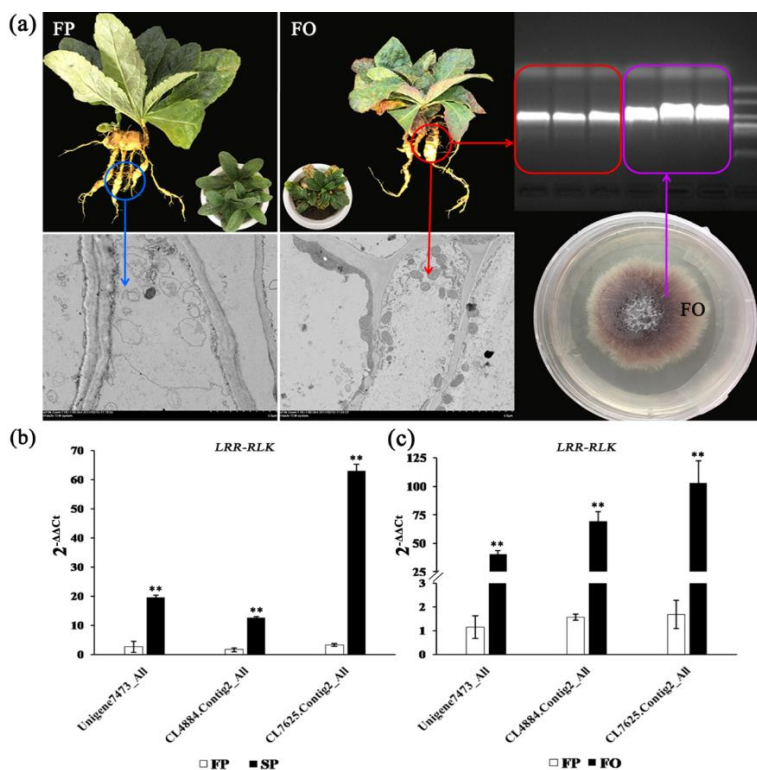 (a)
FP
FO
FO
(b)
LRR-RLK
2-ΔΔCt
70
60
50
40
30
20
10
0
**
**
**
Unigene7473_All
CL4884.Contig2_All
CL7625.Contig2_All
FP SP
(c)
LRR-RLK
2-ΔΔCt
125
100
75
50
25
3
2
1
0
**
**
**
Unigene7473_All
CL4884.Contig2_All
CL7625.Contig2_All
FP FO